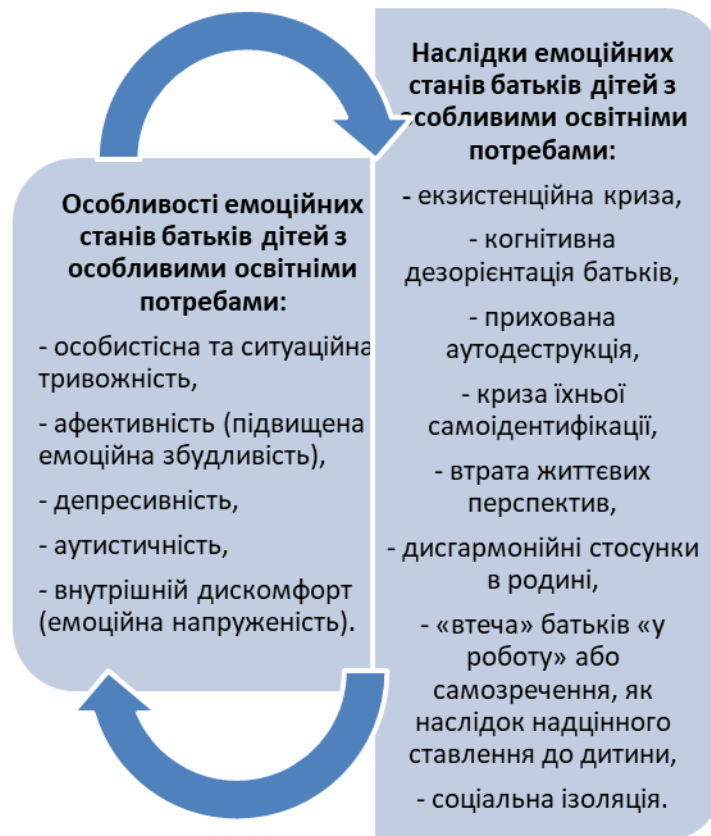 Особливості емоційних
станів батьків дітей з
особливими освітніми
потребами:
- особистісна та ситуаційна
тривожність,
- афективність (підвищена
емоційна збудливість),
- депресивність,
- аутистичність,
- внутрішній дискомфорт
(емоційна напруженість).
Наслідки емоційних
станів батьків дітей з
особливими освітніми
потребами:
- екзистенційна криза,
- когнітивна
дезорієнтація батьків,
- прихована
аутодеструкція,
- криза їхньої
самоідентифікації,
- втрата життєвих
перспектив,
- дисгармонійні стосунки
в родині,
- «втеча» батьків «у
роботу» або
самозречення, як
наслідок надцінного
ставлення до дитини,
- соціальна ізоляція.